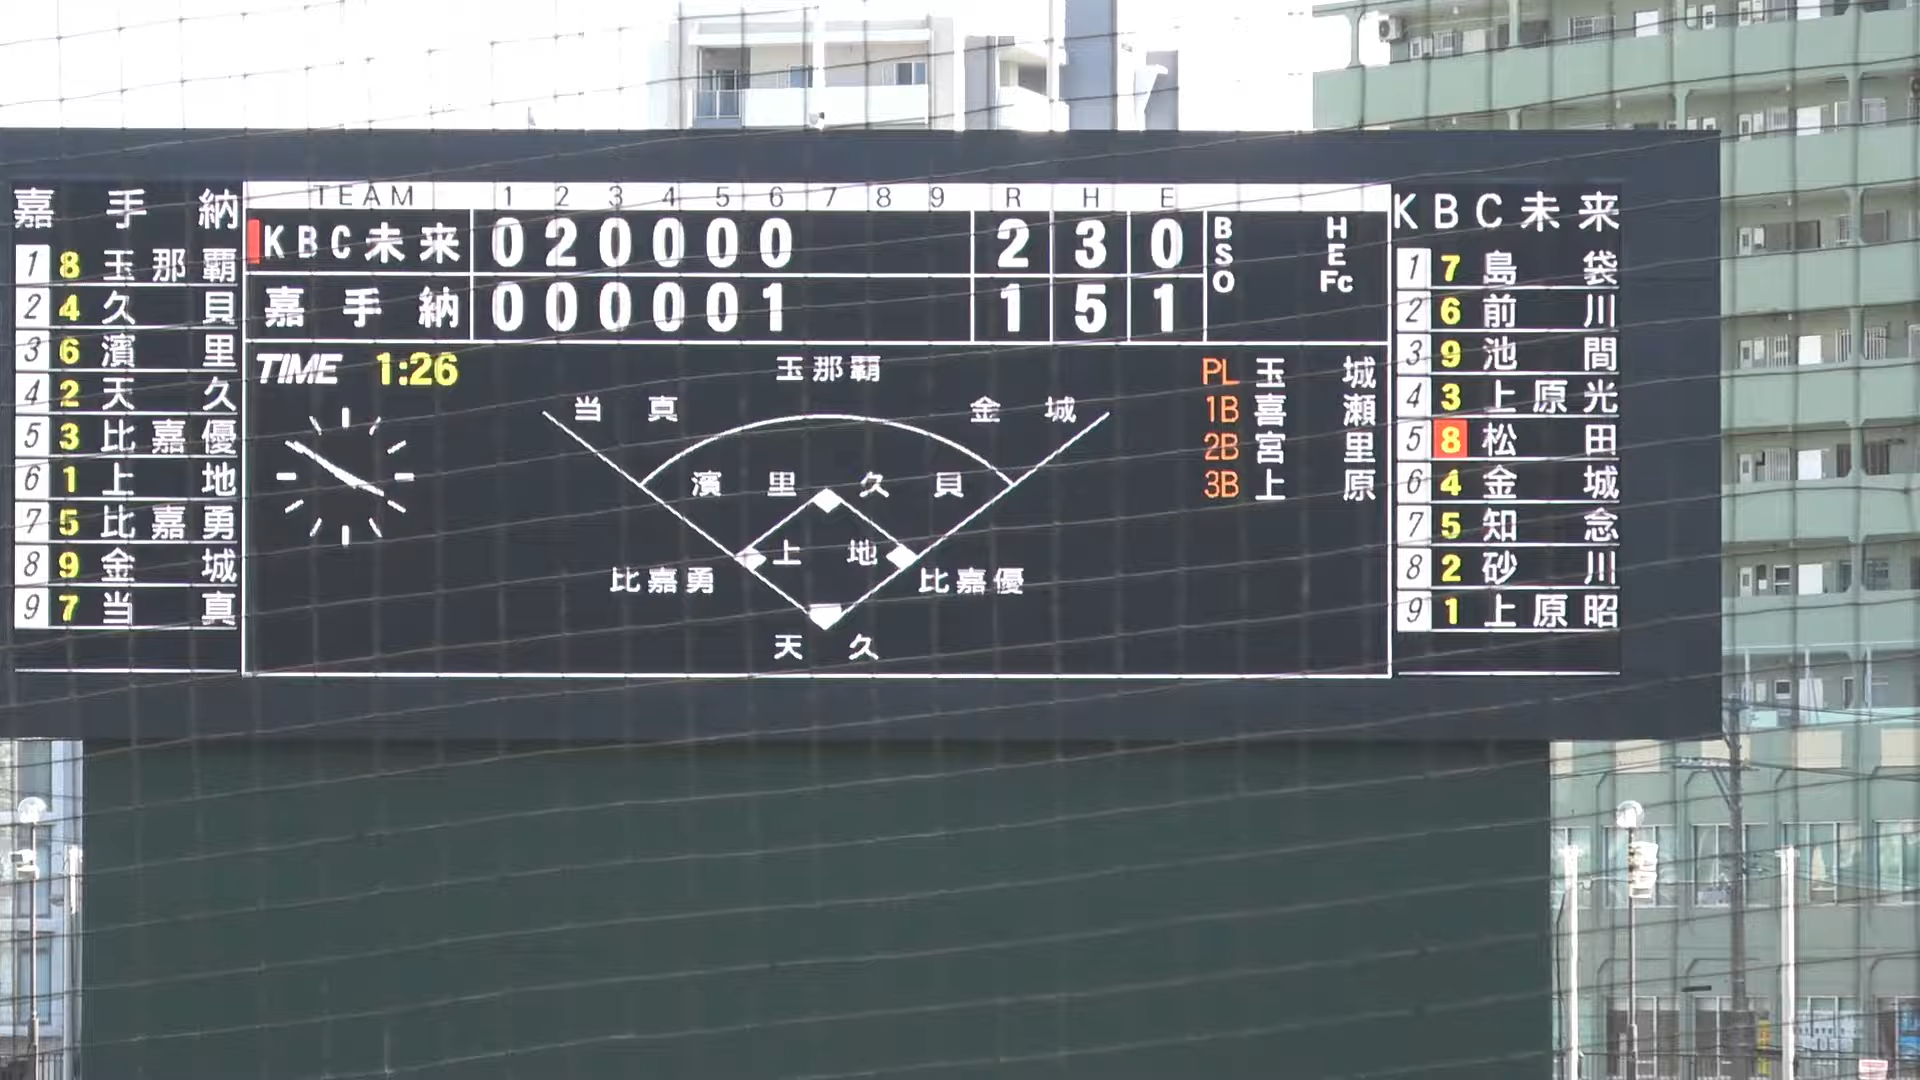 嘉手納
1 8 玉那覇
2 4 久貝
3 6 濱里
4 2 天久
5 3 比嘉優
6 1 上地
7 5 比嘉勇
8 9 金城
9 7 当真
TEAM 1 2 3 4 5 6 7 8 9 R H E
KBC未来 0 2 0 0 0 0 2 3 0
嘉手納 0 0 0 0 0 1 1 5 1
B H
S E
O Fc
TIME 1:26
玉那覇
当真 金城
濱里 久貝
上地
比嘉勇 比嘉優
天久
PL 玉城
1B 喜瀬
2B 宮里
3B 上原
KBC未来
1 7 島袋
2 6 前川
3 9 池間
4 3 上原光
5 8 松田
6 4 金城
7 5 知念
8 2 砂川
9 1 上原昭